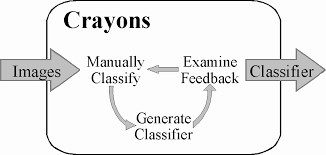 Crayons
Images
Manually
Classify
Examine
Feedback
Classifier
Generate
Classifier